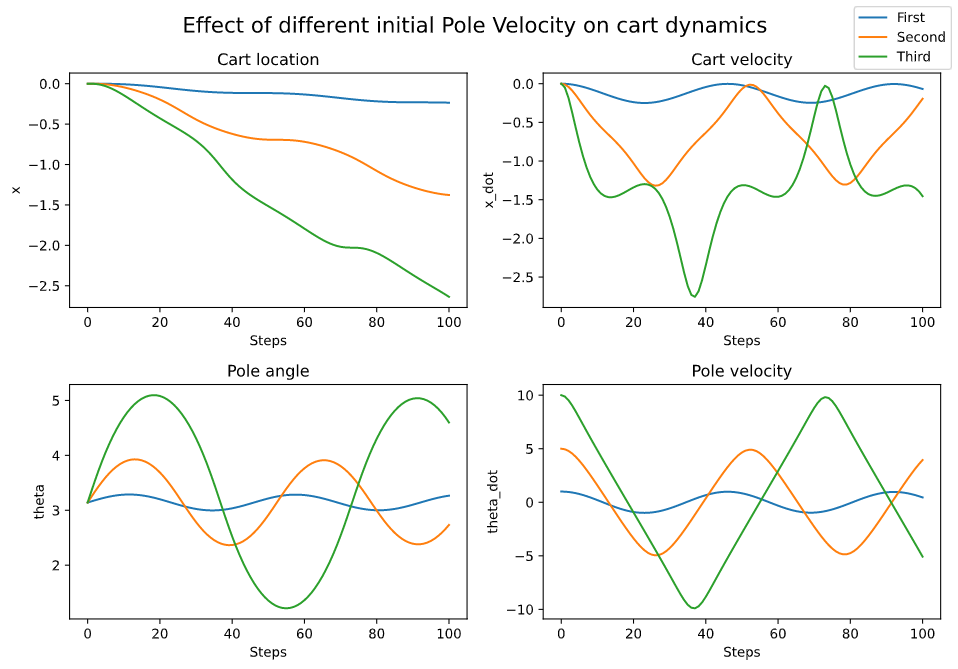 Effect of different initial Pole Velocity on cart dynamics
First
Second
Third
Cart location
0.0
−0.5
−1.0
−1.5
−2.0
−2.5
x
0 20 40 60 80 100
Steps
Cart velocity
0.0
−0.5
−1.0
−1.5
−2.0
−2.5
x_dot
0 20 40 60 80 100
Steps
Pole angle
5
4
3
2
theta
0 20 40 60 80 100
Steps
Pole velocity
10
5
0
−5
−10
theta_dot
0 20 40 60 80 100
Steps